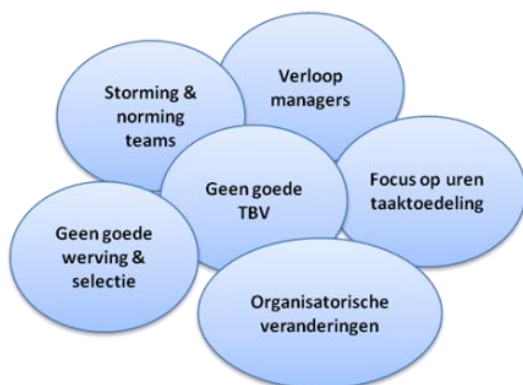 Storming &
norming
teams
Verloop
managers
Geen goede
TBV
Focus op uren
taaktoedeling
Geen goede
werving &
selectie
Organisatorische
veranderingen